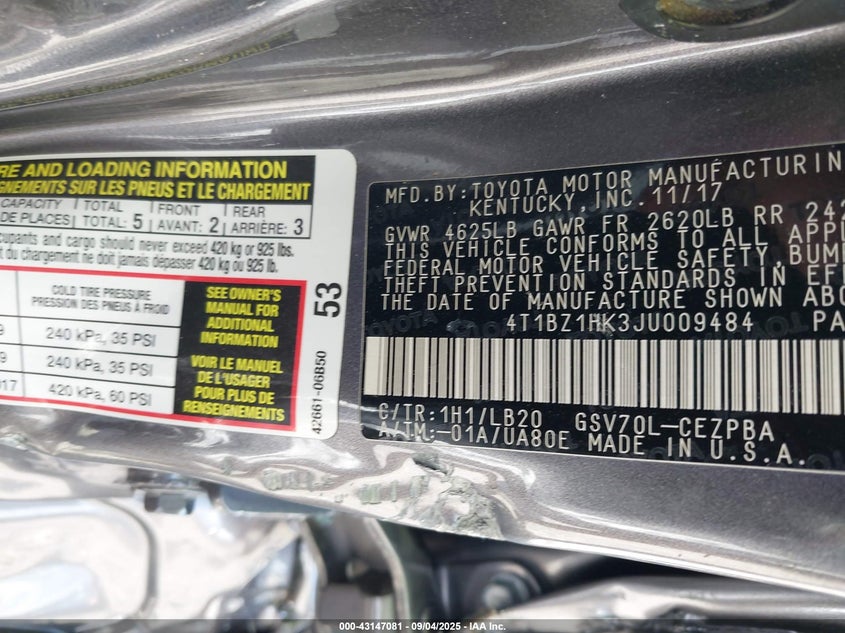 RE AND LOADING INFORMATION
GNEMENTS SUR LES PNEUS ET LE CHARGEMENT
CAPACITY TOTAL: 5 FRONT 2 REAR 3
DE PLACES AVANT: ARRIÈRE:
cupants and cargo should never exceed 420 kg or 925 lbs.
t du chargement ne doit jamais dépasser 420 kg ou 925 lb.
COLD TIRE PRESSURE
PRESSION DES PNEUS À FROID
240 kPa, 35 PSI
240 kPa, 35 PSI
420 kPa, 60 PSI
SEE OWNER'S
MANUAL FOR
ADDITIONAL
INFORMATION
VOIR LE MANUEL
DE L'USAGER
POUR PLUS DE
RENSEIGNEMENTS
53
42661-06B50
MFD. BY: TOYOTA MOTOR MANUFACTURIN
KENTUCKY, INC. 11/17
GVWR 4625LB GAWR FR 2620LB RR 242
THIS VEHICLE CONFORMS TO ALL APPL
FEDERAL MOTOR VEHICLE SAFETY, BUM
THEFT PREVENTION STANDARDS IN EF
THE DATE OF MANUFACTURE SHOWN ABO
4T1BZ1HK3JU009484 PA
C/TR: 1H1/LB20 GSV70L-CEZPBA
A/TM: -01A/UA80E MADE IN U.S.A.
000-43147081 - 09/04/2025 - IAA Inc.